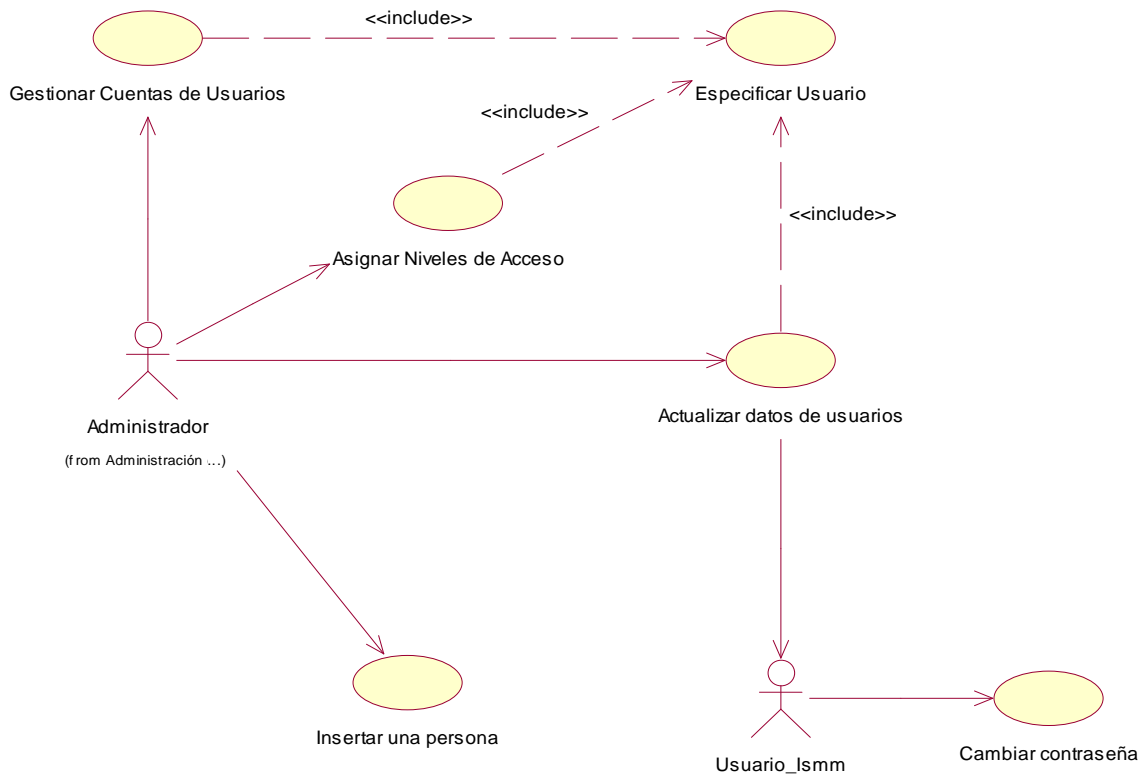 <<include>>
Gestionar Cuentas de Usuarios
Especificar Usuario
<<include>>
<<include>>
Asignar Niveles de Acceso
Actualizar datos de usuarios
Administrador
(from Administración ...)
Insertar una persona
Usuario_Ismm
Cambiar contraseña